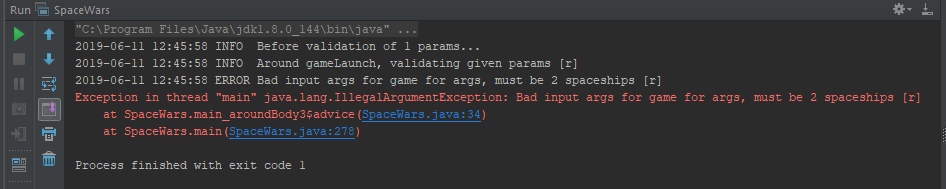 Run SpaceWars
"C:\Program Files\Java\jdk1.8.0_144\bin\java" ...
2019-06-11 12:45:58 INFO  Before validation of 1 params...
2019-06-11 12:45:58 INFO  Around gameLaunch, validating given params [r]
2019-06-11 12:45:58 ERROR Bad input args for game for args, must be 2 spaceships [r]
Exception in thread "main" java.lang.IllegalArgumentException: Bad input args for game for args, must be 2 spaceships [r]
    at SpaceWars.main_aroundBody3$advice(SpaceWars.java:34)
    at SpaceWars.main(SpaceWars.java:278)
Process finished with exit code 1